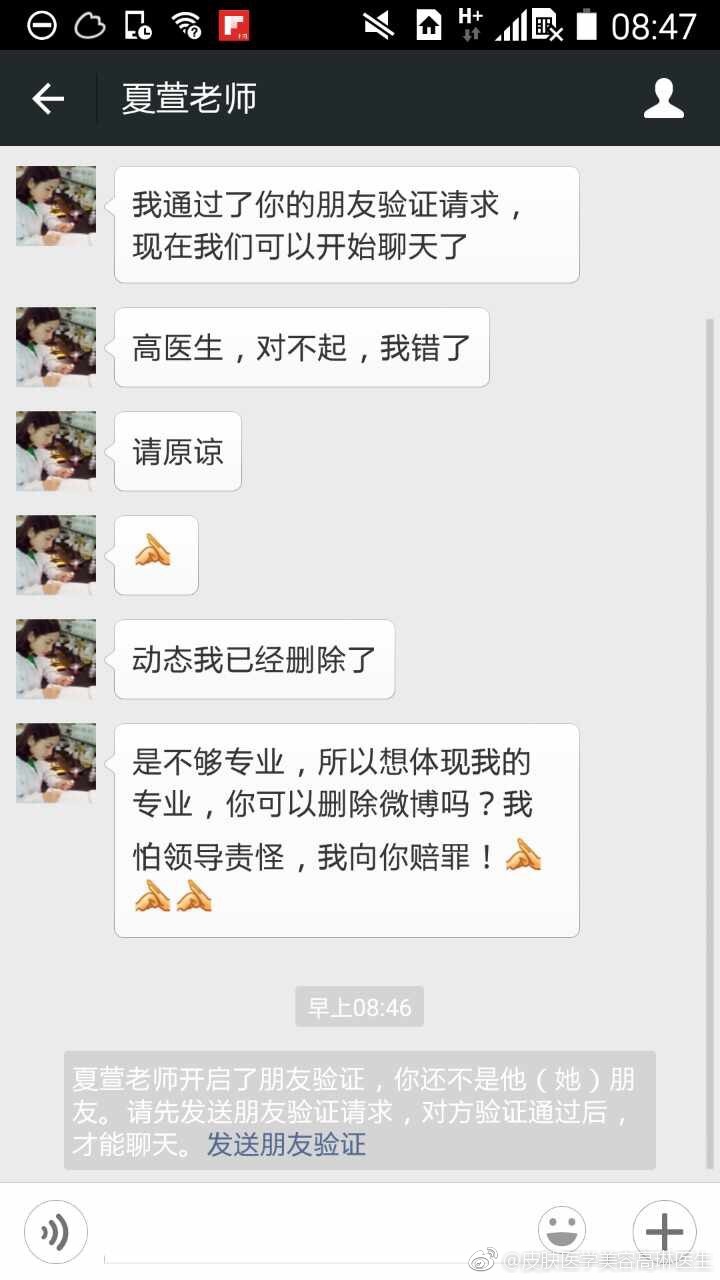 H+
08:47
夏萱老师
我通过了你的朋友验证请求，
现在我们可以开始聊天了
高医生，对不起，我错了
请原谅
动态我已经删除了
是不够专业，所以想体现我的
专业，你可以删除微博吗？我
怕领导责怪，我向你赔罪！
早上08:46
夏萱老师开启了朋友验证，你还不是他（她）朋
友。请先发送朋友验证请求，对方验证通过后，
才能聊天。发送朋友验证
@皮肤医学美容高林医生